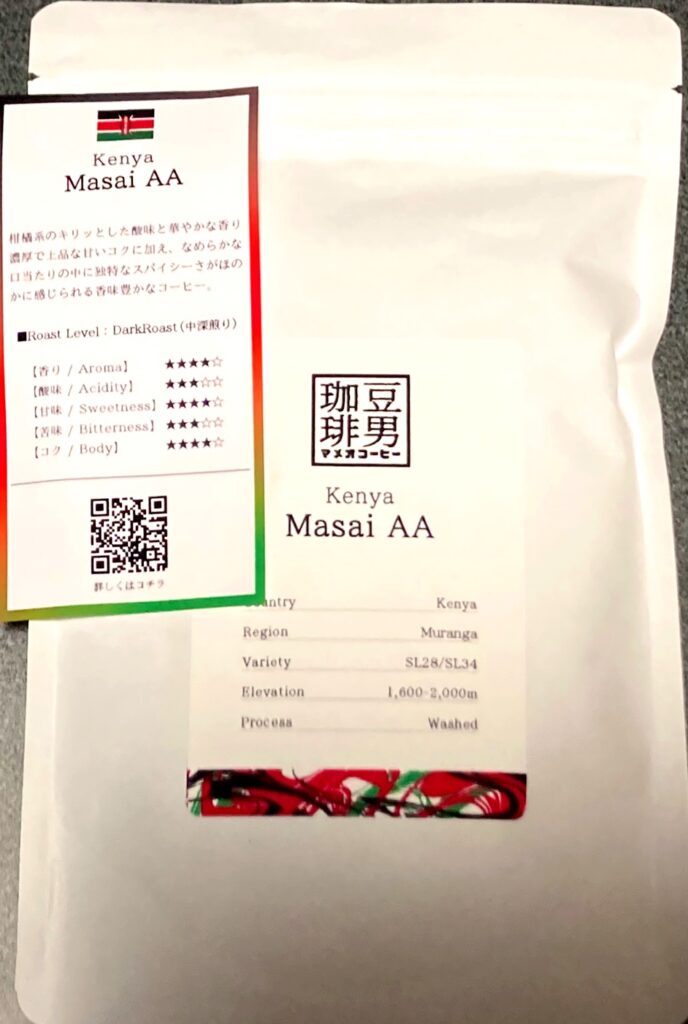 Kenya
Masai AA
柑橘系のキリッとした酸味と華やかな香り
濃厚で上品な甘いコクに加え、なめらかな
口当たりの中に独特なスパイシーさがほの
かに感じられる香味豊かなコーヒー。
■Roast Level：DarkRoast(中深煎り)
【香り / Aroma】 ★★★★☆
【酸味 / Acidity】 ★★★☆☆
【甘味 / Sweetness】 ★★★★☆
【苦味 / Bitterness】 ★★★☆☆
【コク / Body】 ★★★★☆
詳しくはコチラ
珈豆
琲男
マメオコーヒー
Kenya
Masai AA
untry Kenya
Region Muranga
Variety SL28/SL34
Elevation 1,600-2,000m
Process Washed